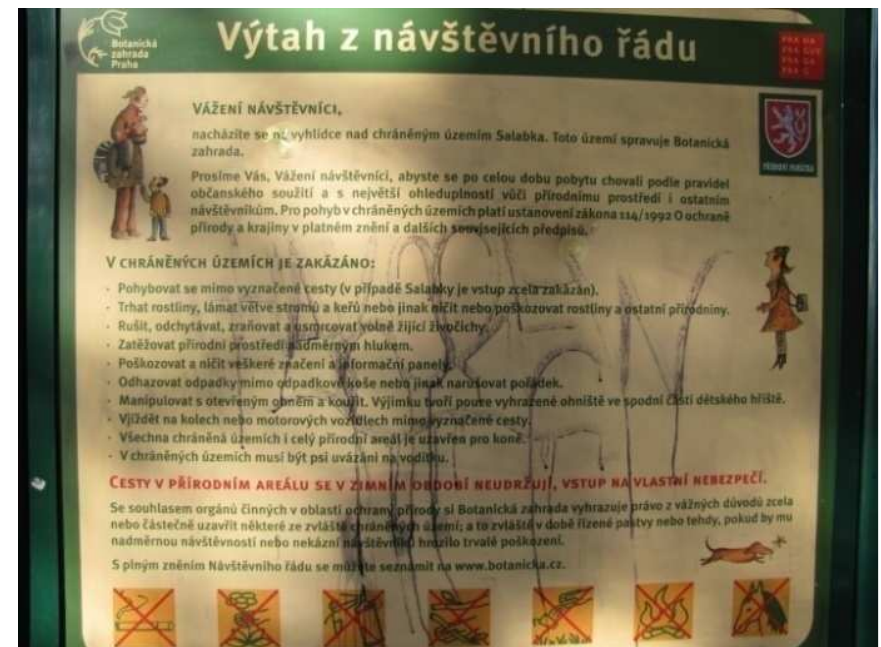 Botanická
zahrada
Praha
Výtah z návštěvního řádu
PRA HA
PRA GUE
PRA GA
PRA G
VÁŽENÍ NÁVŠTĚVNÍCI,
nacházíte se na vyhlídce nad chráněným územím Salabka. Toto území spravuje Botanická
zahrada.
PŘÍRODNÍ PAMÁTKA
Prosíme Vás, Vážení návštěvníci, abyste se po celou dobu pobytu chovali podle pravidel
občanského soužití a s největší ohleduplností vůči přírodnímu prostředí i ostatním
návštěvníkům. Pro pohyb v chráněných územích platí ustanovení zákona 114/1992 O ochraně
přírody a krajiny v platném znění a dalších souvisejících předpisů.
V CHRÁNĚNÝCH ÚZEMÍCH JE ZAKÁZÁNO:
· Pohybovat se mimo vyznačené cesty (v případě Salabky je vstup zcela zakázán).
· Trhat rostliny, lámat větve stromů a keřů nebo jinak ničit nebo poškozovat rostliny a ostatní přírodniny.
· Rušit, odchytávat, zraňovat a usmrcovat volně žijící živočichy.
· Zatěžovat přírodní prostředí nadměrným hlukem.
· Poškozovat a ničit veškeré značení a informační panely.
· Odhazovat odpadky mimo odpadkové koše nebo jinak narušovat pořádek.
· Manipulovat s otevřeným ohněm a kouřit. Výjimku tvoří pouze vyhrazené ohniště ve spodní části dětského hřiště.
· Vjíždět na kolech nebo motorových vozidlech mimo vyznačené cesty.
· Všechna chráněná území i celý přírodní areál je uzavřen pro koně.
· V chráněných územích musí být psi uvázáni na vodítku.
CESTY V PŘÍRODNÍM AREÁLU SE V ZIMNÍM OBDOBÍ NEUDRŽUJÍ, VSTUP NA VLASTNÍ NEBEZPEČÍ.
Se souhlasem orgánů činných v oblasti ochrany přírody si Botanická zahrada vyhrazuje právo z vážných důvodů zcela
nebo částečně uzavřít některé ze zvláště chráněných území; a to zvláště v době řízené pastvy nebo tehdy, pokud by mu
nadměrnou návštěvností nebo nekázní návštěvníků hrozilo trvalé poškození.
S plným zněním Návštěvního řádu se můžete seznámit na www.botanicka.cz.